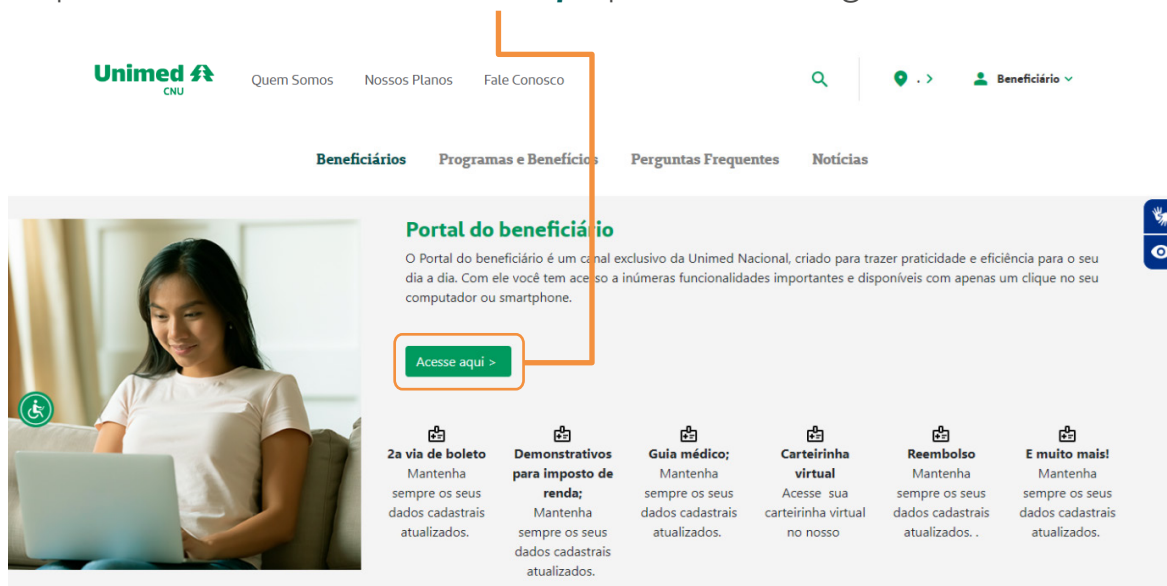 Unimed
CNU
Quem Somos Nossos Planos Fale Conosco
. >
Beneficiário
Beneficiários Programas e Benefícios Perguntas Frequentes Notícias
Portal do beneficiário
O Portal do beneficiário é um canal exclusivo da Unimed Nacional, criado para trazer praticidade e eficiência para o seu
dia a dia. Com ele você tem acesso a inúmeras funcionalidades importantes e disponíveis com apenas um clique no seu
computador ou smartphone.
Acesse aqui >
2a via de boleto
Mantenha
sempre os seus
dados cadastrais
atualizados.
Demonstrativos
para imposto de
renda;
Mantenha
sempre os seus
dados cadastrais
atualizados.
Guia médico;
Mantenha
sempre os seus
dados cadastrais
atualizados.
Carteirinha
virtual
Acesse sua
carteirinha virtual
no nosso
Reembolso
Mantenha
sempre os seus
dados cadastrais
atualizados. .
E muito mais!
Mantenha
sempre os seus
dados cadastrais
atualizados.